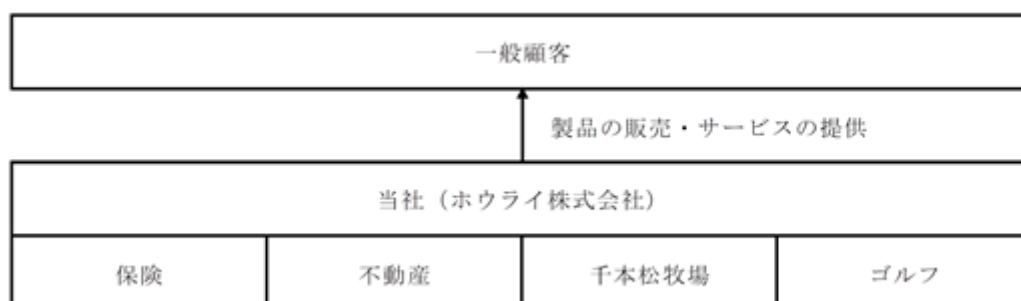 一般顧客
製品の販売・サービスの提供
当社（ホウライ株式会社）
保険
不動産
千本松牧場
ゴルフ